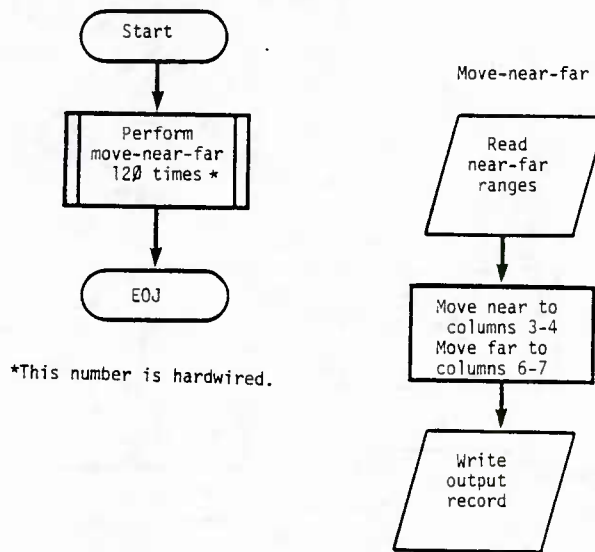 Start
Perform
move-near-far
12Ø times *
EOJ
*This number is hardwired.
Move-near-far
Read
near-far
ranges
Move near to
columns 3-4
Move far to
columns 6-7
Write
output
record